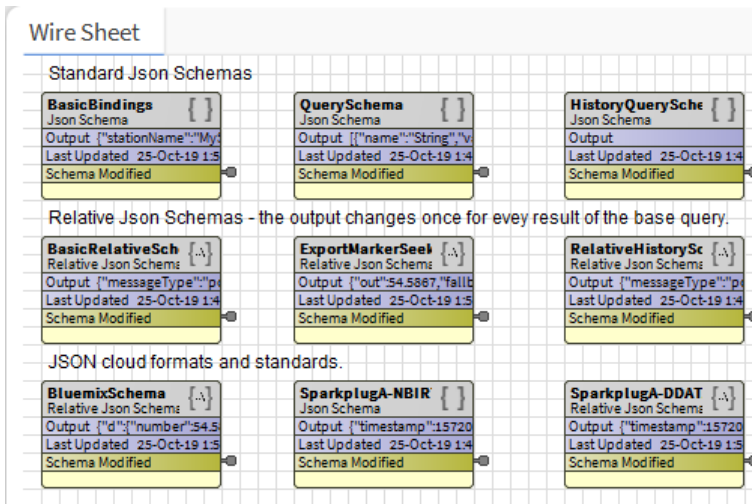 Wire Sheet
Standard Json Schemas
BasicBindings { }
Json Schema
Output {"stationName":"My
Last Updated 25-Oct-19 1:5
Schema Modified
QuerySchema { }
Json Schema
Output [{"name":"String","v
Last Updated 25-Oct-19 1:4
Schema Modified
HistoryQuerySche { }
Json Schema
Output
Last Updated 25-Oct-19 1:4
Schema Modified
Relative Json Schemas - the output changes once for evey result of the base query.
BasicRelativeSch {..\}
Relative Json Schema
Output {"messageType":"po
Last Updated 25-Oct-19 1:4
Schema Modified
ExportMarkerSeek {..\}
Relative Json Schema
Output {"out":54.5867,"fallb
Last Updated 25-Oct-19 1:5
Schema Modified
RelativeHistorySc {..\}
Relative Json Schema
Output {"messageType":"po
Last Updated 25-Oct-19 1:4
Schema Modified
JSON cloud formats and standards.
BluemixSchema {..\}
Relative Json Schema
Output {"d":{"number":54.5
Last Updated 25-Oct-19 1:5
Schema Modified
SparkplugA-NBIR { }
Json Schema
Output {"timestamp":15720
Last Updated 25-Oct-19 1:4
Schema Modified
SparkplugA-DDAT {..\}
Relative Json Schema
Output {"timestamp":15720
Last Updated 25-Oct-19 1:5
Schema Modified